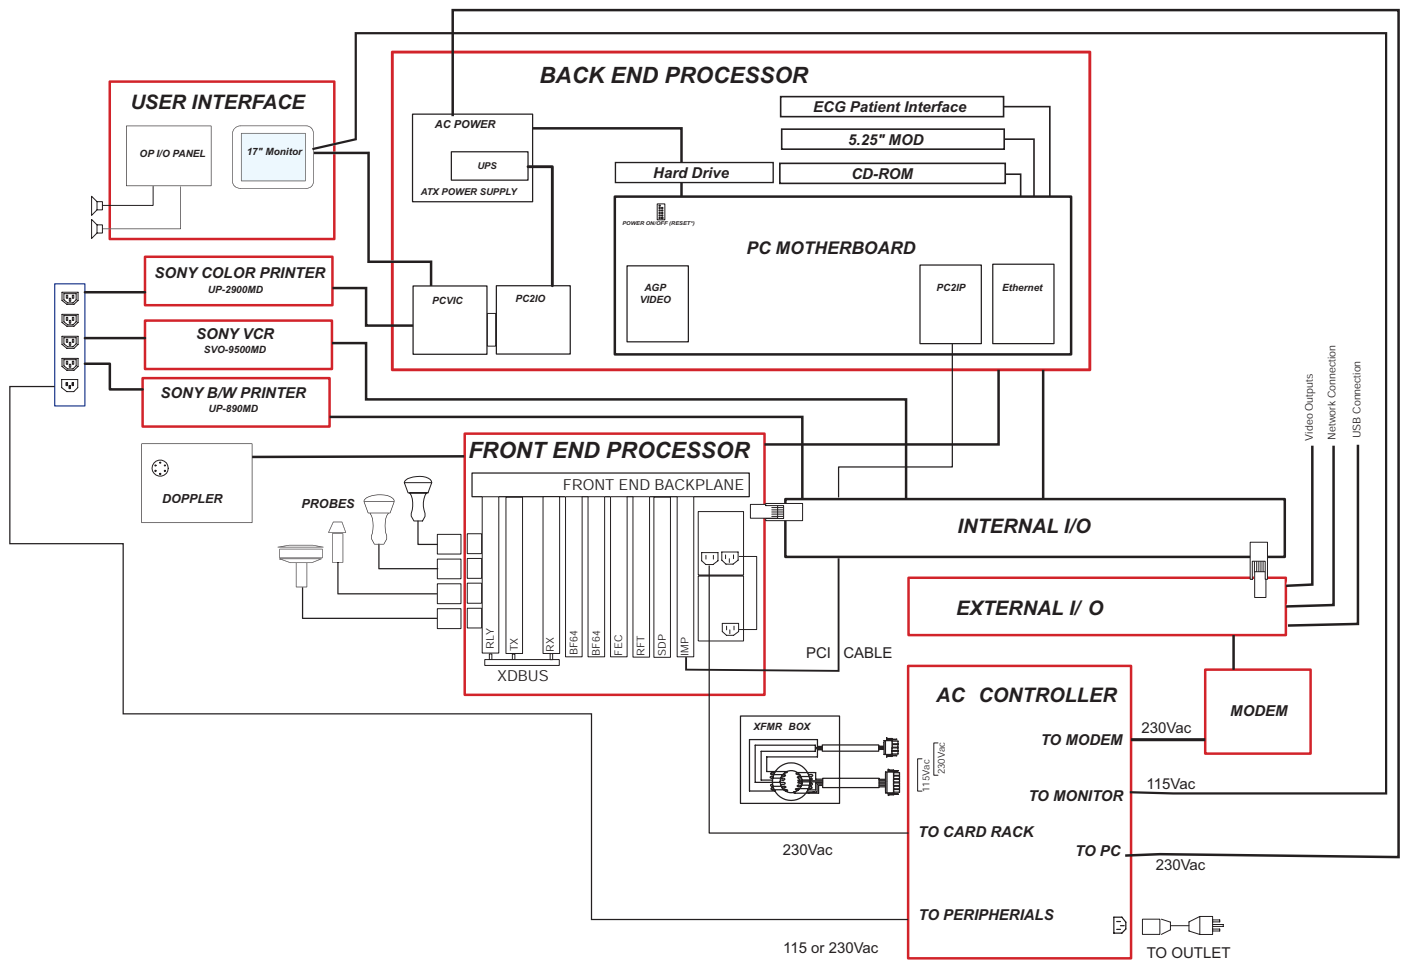 BACK END PROCESSOR
USER INTERFACE
OP I/O PANEL
17" Monitor
AC POWER
UPS
ATX POWER SUPPLY
ECG Patient Interface
5.25" MOD
Hard Drive
CD-ROM
POWER ON/OFF (RESET")
PC MOTHERBOARD
AGP
VIDEO
PC2IP
Ethernet
PCVIC
PC2IO
SONY COLOR PRINTER
UP-2900MD
SONY VCR
SVO-9500MD
SONY B/W PRINTER
UP-890MD
DOPPLER
PROBES
FRONT END PROCESSOR
FRONT END BACKPLANE
RLY
TX
RX
BF64
BF64
FEC
RFT
SDP
IMP
XDBUS
Video Outputs
Network Connection
USB Connection
INTERNAL I/O
EXTERNAL I/ O
PCI CABLE
MODEM
XFMR BOX
AC CONTROLLER
115Vac
230Vac
TO MODEM
230Vac
TO MONITOR
115Vac
TO CARD RACK
230Vac
TO PC
230Vac
TO PERIPHERIALS
115 or 230Vac
TO OUTLET